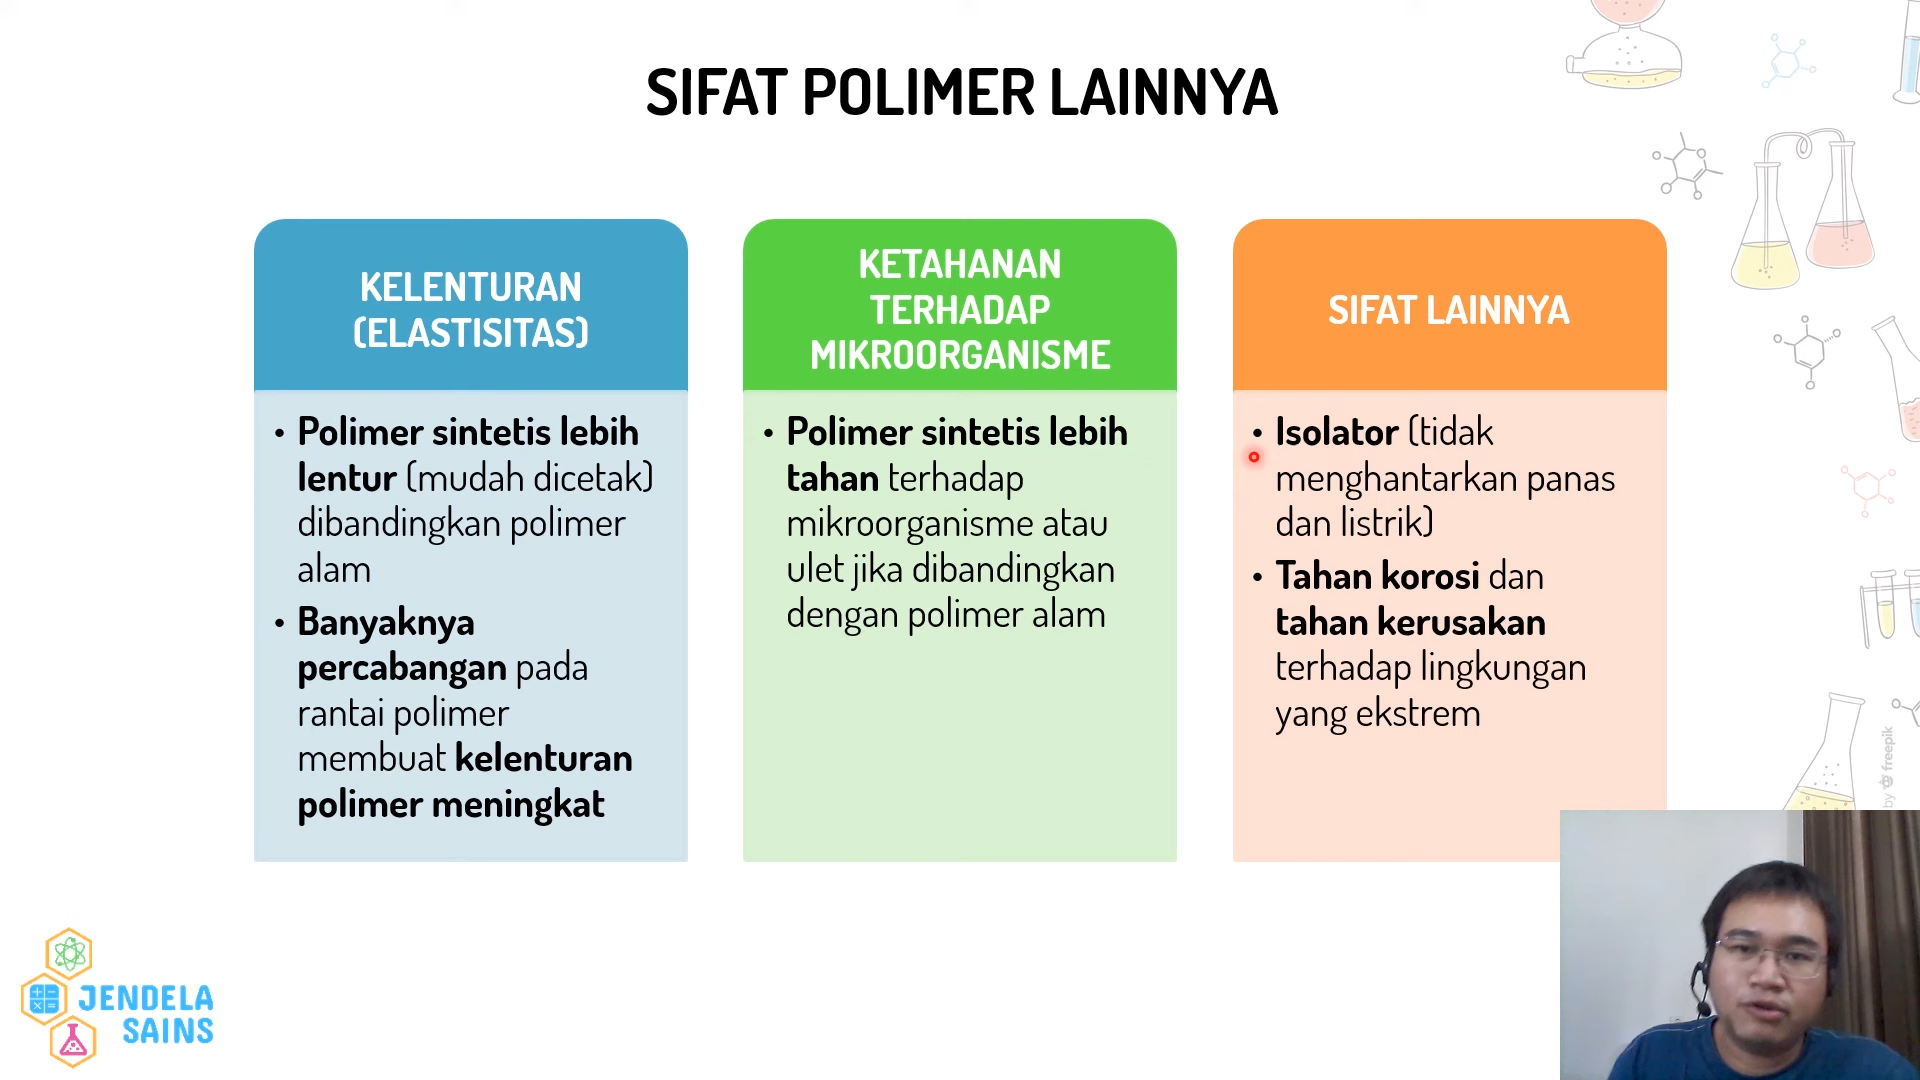 SIFAT POLIMER LAINNYA
KELENTURAN
(ELASTISITAS)
• Polimer sintetis lebih
lentur (mudah dicetak)
dibandingkan polimer
alam
• Banyaknya
percabangan pada
rantai polimer
membuat kelenturan
polimer meningkat
KETAHANAN
TERHADAP
MIKROORGANISME
• Polimer sintetis lebih
tahan terhadap
mikroorganisme atau
ulet jika dibandingkan
dengan polimer alam
SIFAT LAINNYA
• Isolator (tidak
menghantarkan panas
dan listrik)
• Tahan korosi dan
tahan kerusakan
terhadap lingkungan
yang ekstrem
by freepik
JENDELA
SAINS